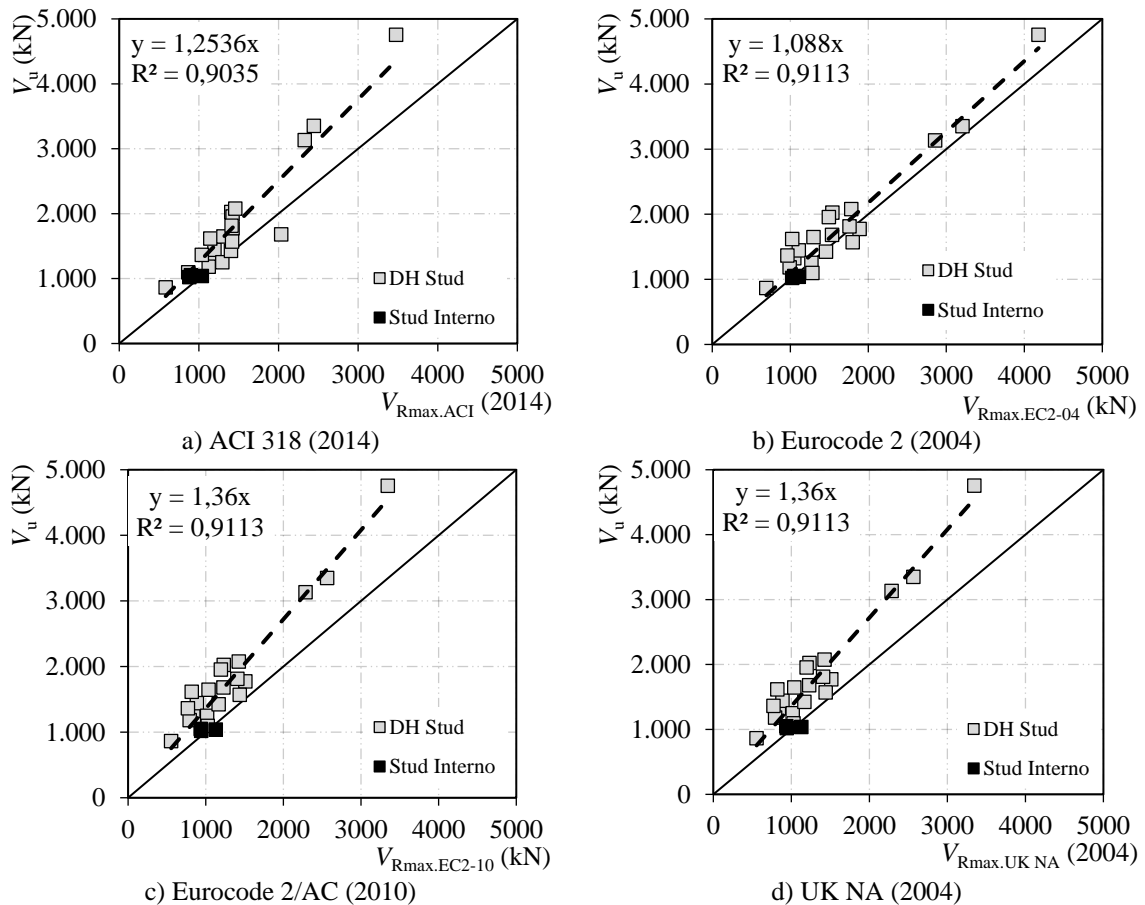 y = 1,2536x
R² = 0,9035
V_u (kN)
5.000
4.000
3.000
2.000
1.000
0
DH Stud
Stud Interno
0 1000 2000 3000 4000 5000
V_Rmax.ACI (2014)
a) ACI 318 (2014)
y = 1,088x
R² = 0,9113
V_u (kN)
5.000
4.000
3.000
2.000
1.000
0
DH Stud
Stud Interno
0 1000 2000 3000 4000 5000
V_Rmax.EC2-04 (kN)
b) Eurocode 2 (2004)
y = 1,36x
R² = 0,9113
V_u (kN)
5.000
4.000
3.000
2.000
1.000
0
DH Stud
Stud Interno
0 1000 2000 3000 4000 5000
V_Rmax.EC2-10 (kN)
c) Eurocode 2/AC (2010)
y = 1,36x
R² = 0,9113
V_u (kN)
5.000
4.000
3.000
2.000
1.000
0
DH Stud
Stud Interno
0 1000 2000 3000 4000 5000
V_Rmax.UK NA (2004)
d) UK NA (2004)